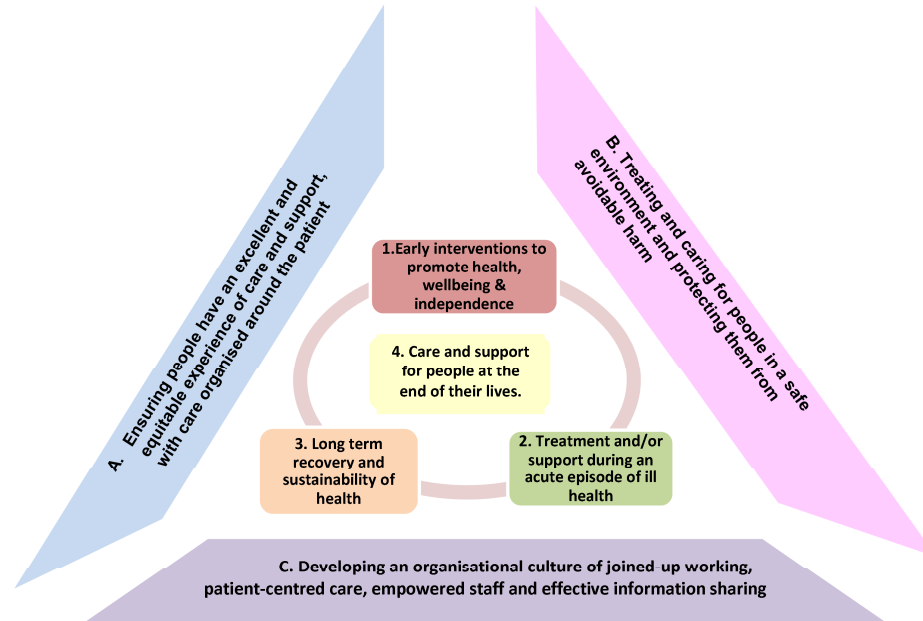 A. Ensuring people have an excellent and
equitable experience of care and support,
with care organised around the patient
B. Treating and caring for people in a safe
environment and protecting them from
avoidable harm
1.Early interventions to
promote health,
wellbeing &
independence
4. Care and support
for people at the
end of their lives.
3. Long term
recovery and
sustainability of
health
2. Treatment and/or
support during an
acute episode of ill
health
C. Developing an organisational culture of joined-up working,
patient-centred care, empowered staff and effective information sharing